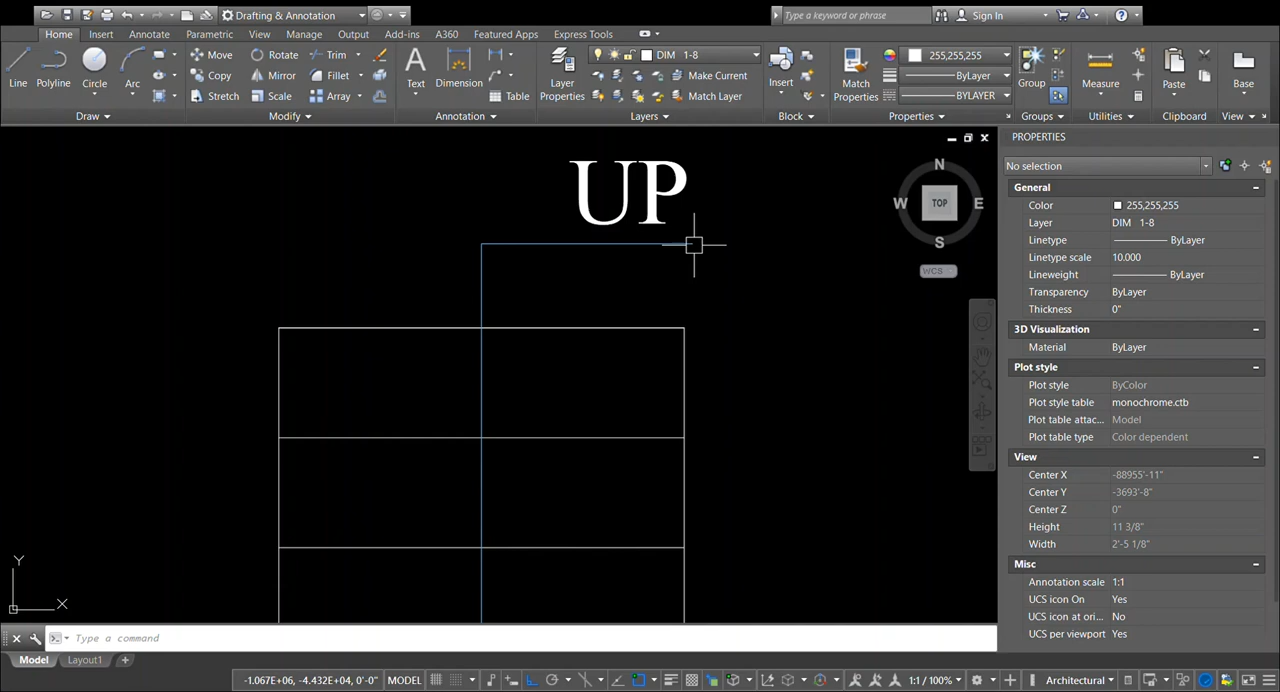 Drafting & Annotation
Type a keyword or phrase
Sign In
Home Insert Annotate Parametric View Manage Output Add-ins A360 Featured Apps Express Tools
Line
Polyline
Circle
Arc
Move
Copy
Stretch
Rotate
Mirror
Scale
Trim
Fillet
Array
Text
Dimension
Table
Layer
Properties
DIM 1-8
Make Current
Match Layer
Insert
Match
Properties
255,255,255
ByLayer
BYLAYER
Group
Measure
Paste
Base
Draw Modify Annotation Layers Block Properties Groups Utilities Clipboard View
UP
N
W TOP E
S
WCS
Y
X
PROPERTIES
No selection
General
Color 255,255,255
Layer DIM 1-8
Linetype ByLayer
Linetype scale 10.000
Lineweight ByLayer
Transparency ByLayer
Thickness 0"
3D Visualization
Material ByLayer
Plot style
Plot style ByColor
Plot style table monochrome.ctb
Plot table attac... Model
Plot table type Color dependent
View
Center X -88955'-11"
Center Y -3693'-8"
Center Z 0"
Height 11 3/8"
Width 2'-5 1/8"
Misc
Annotation scale 1:1
UCS icon On Yes
UCS icon at ori... No
UCS per viewport Yes
Type a command
Model Layout1 +
-1.067E+06, -4.432E+04, 0'-0" MODEL 1:1 / 100% Architectural